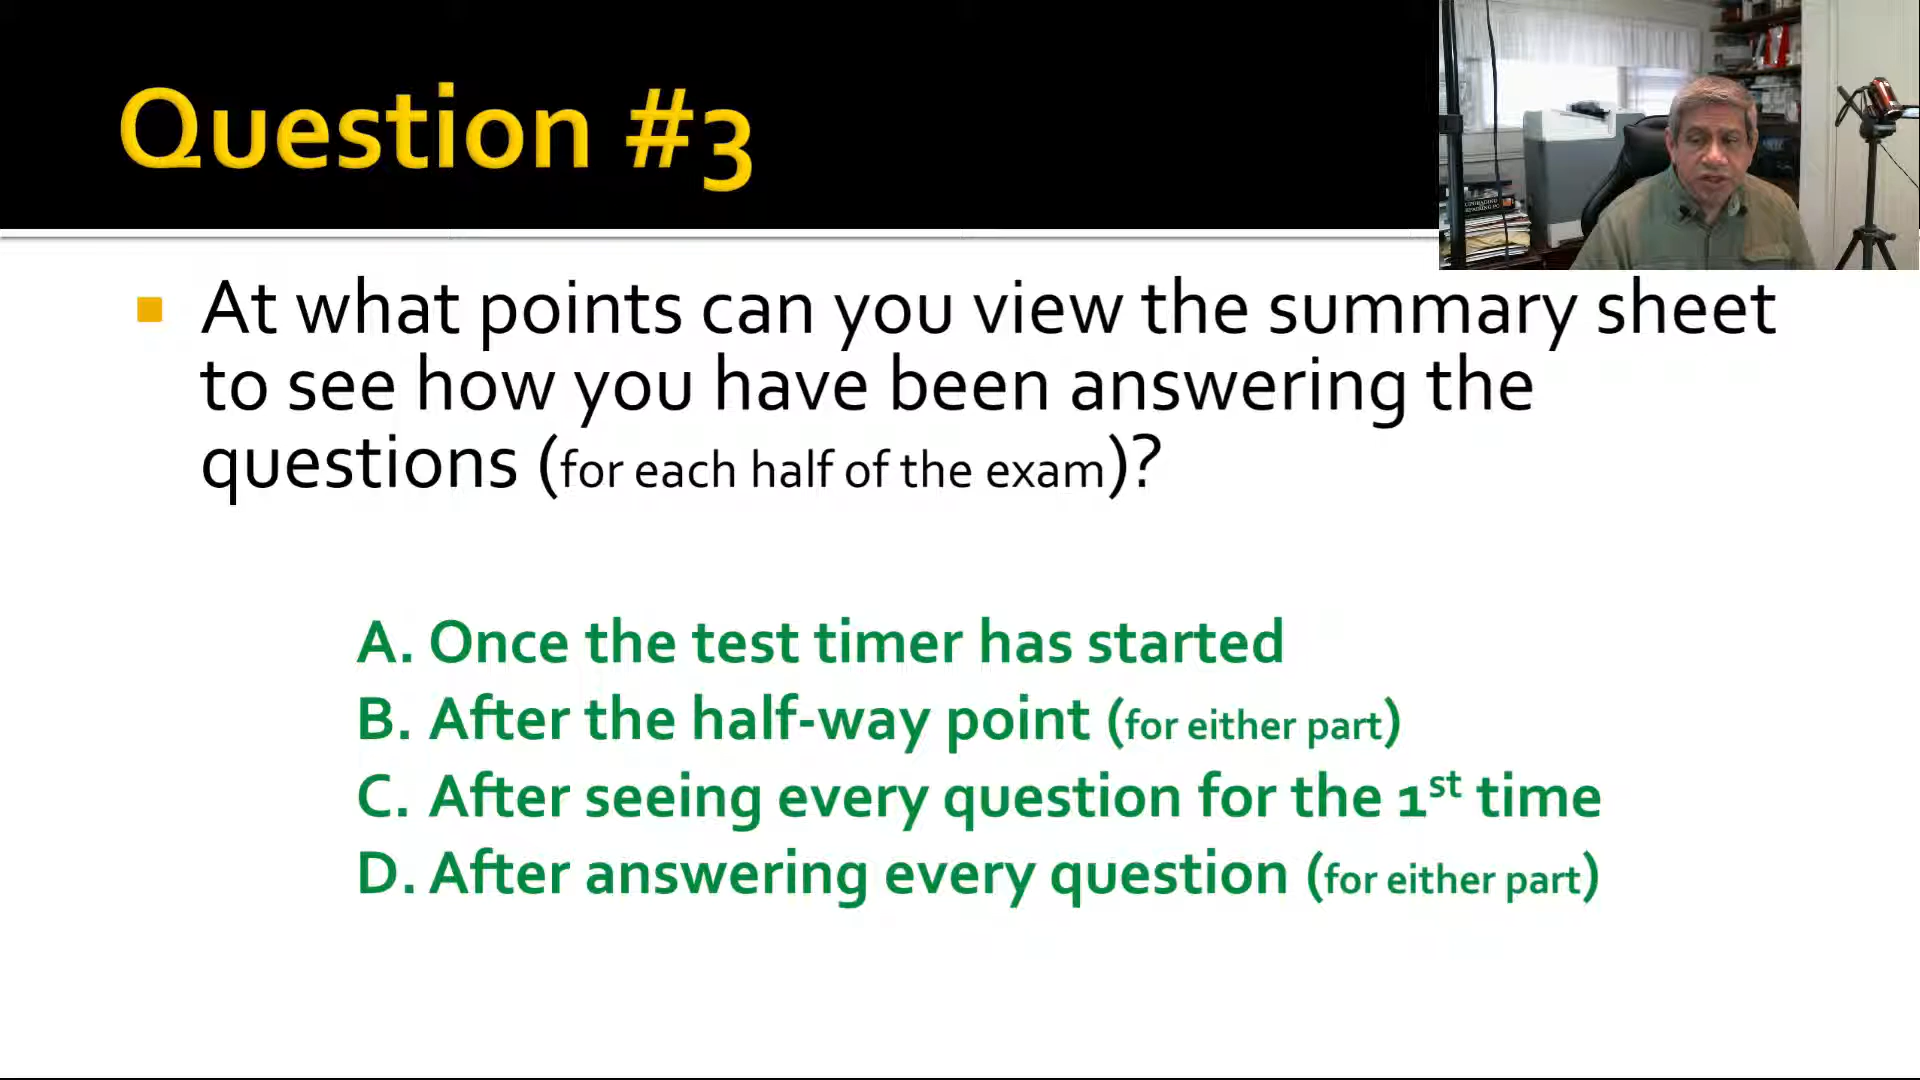 Question #3
At what points can you view the summary sheet
to see how you have been answering the
questions (for each half of the exam)?
A. Once the test timer has started
B. After the half-way point (for either part)
C. After seeing every question for the 1st time
D. After answering every question (for either part)